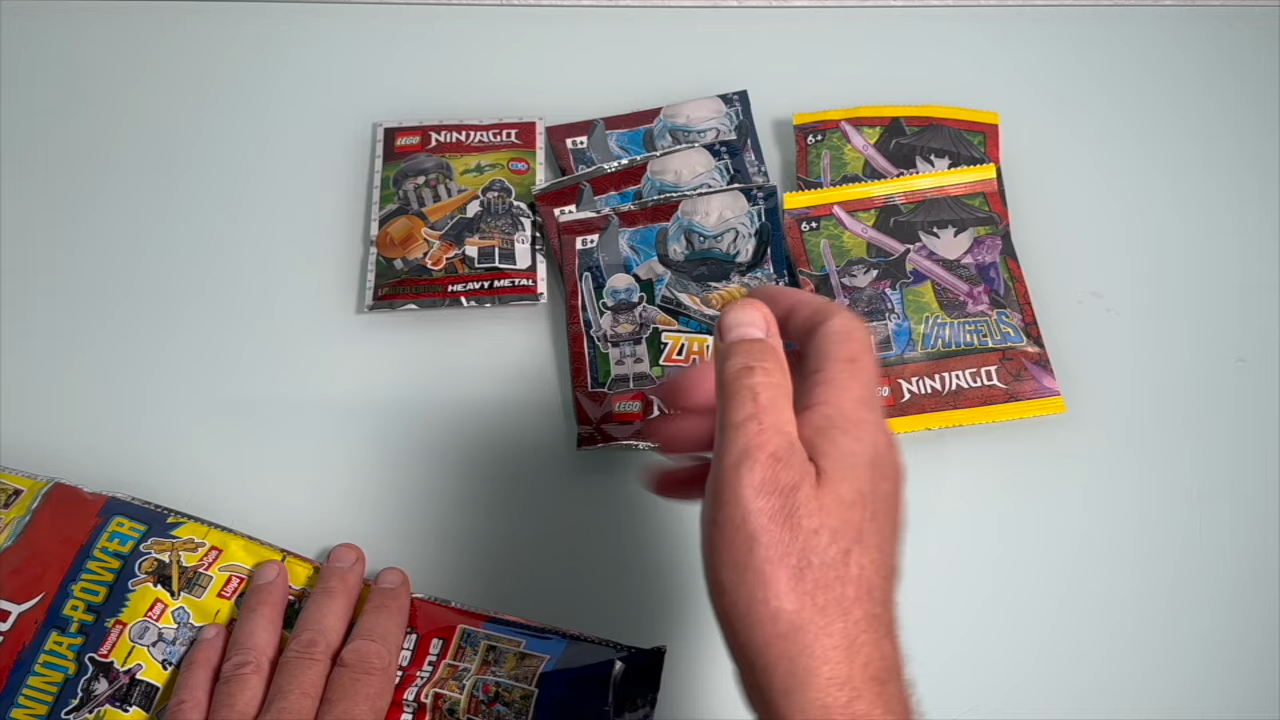 LEGO NINJAGO
LIMITED EDITION HEAVY METAL
6+
6+
6+
ZA
LEGO N
6+
6+
VANGELIS
NINJAGO
NINJA-POWER
Cole
Lloyd
Zane
Vangelis